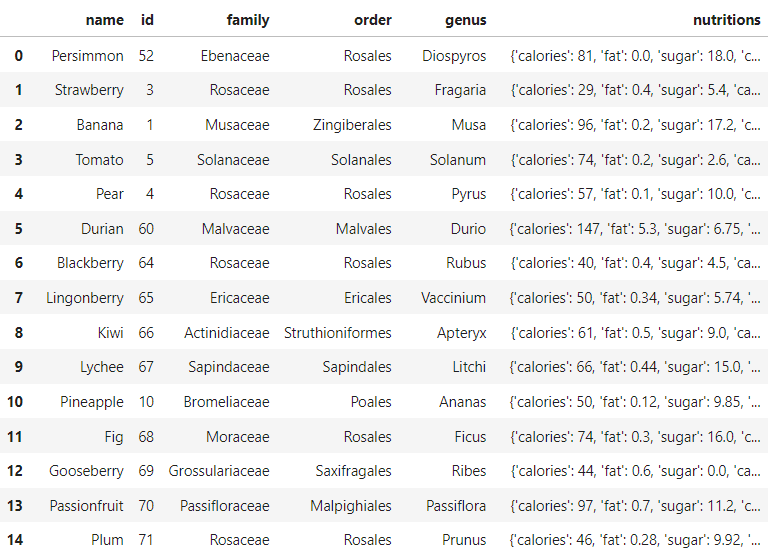 name id family order genus nutritions
0 Persimmon 52 Ebenaceae Rosales Diospyros {'calories': 81, 'fat': 0.0, 'sugar': 18.0, 'c...
1 Strawberry 3 Rosaceae Rosales Fragaria {'calories': 29, 'fat': 0.4, 'sugar': 5.4, 'ca...
2 Banana 1 Musaceae Zingiberales Musa {'calories': 96, 'fat': 0.2, 'sugar': 17.2, 'c...
3 Tomato 5 Solanaceae Solanales Solanum {'calories': 74, 'fat': 0.2, 'sugar': 2.6, 'ca...
4 Pear 4 Rosaceae Rosales Pyrus {'calories': 57, 'fat': 0.1, 'sugar': 10.0, 'c...
5 Durian 60 Malvaceae Malvales Durio {'calories': 147, 'fat': 5.3, 'sugar': 6.75, '...
6 Blackberry 64 Rosaceae Rosales Rubus {'calories': 40, 'fat': 0.4, 'sugar': 4.5, 'ca...
7 Lingonberry 65 Ericaceae Ericales Vaccinium {'calories': 50, 'fat': 0.34, 'sugar': 5.74, '...
8 Kiwi 66 Actinidiaceae Struthioniformes Apteryx {'calories': 61, 'fat': 0.5, 'sugar': 9.0, 'ca...
9 Lychee 67 Sapindaceae Sapindales Litchi {'calories': 66, 'fat': 0.44, 'sugar': 15.0, '...
10 Pineapple 10 Bromeliaceae Poales Ananas {'calories': 50, 'fat': 0.12, 'sugar': 9.85, '...
11 Fig 68 Moraceae Rosales Ficus {'calories': 74, 'fat': 0.3, 'sugar': 16.0, 'c...
12 Gooseberry 69 Grossulariaceae Saxifragales Ribes {'calories': 44, 'fat': 0.6, 'sugar': 0.0, 'ca...
13 Passionfruit 70 Passifloraceae Malpighiales Passiflora {'calories': 97, 'fat': 0.7, 'sugar': 11.2, 'c...
14 Plum 71 Rosaceae Rosales Prunus {'calories': 46, 'fat': 0.28, 'sugar': 9.92, '...